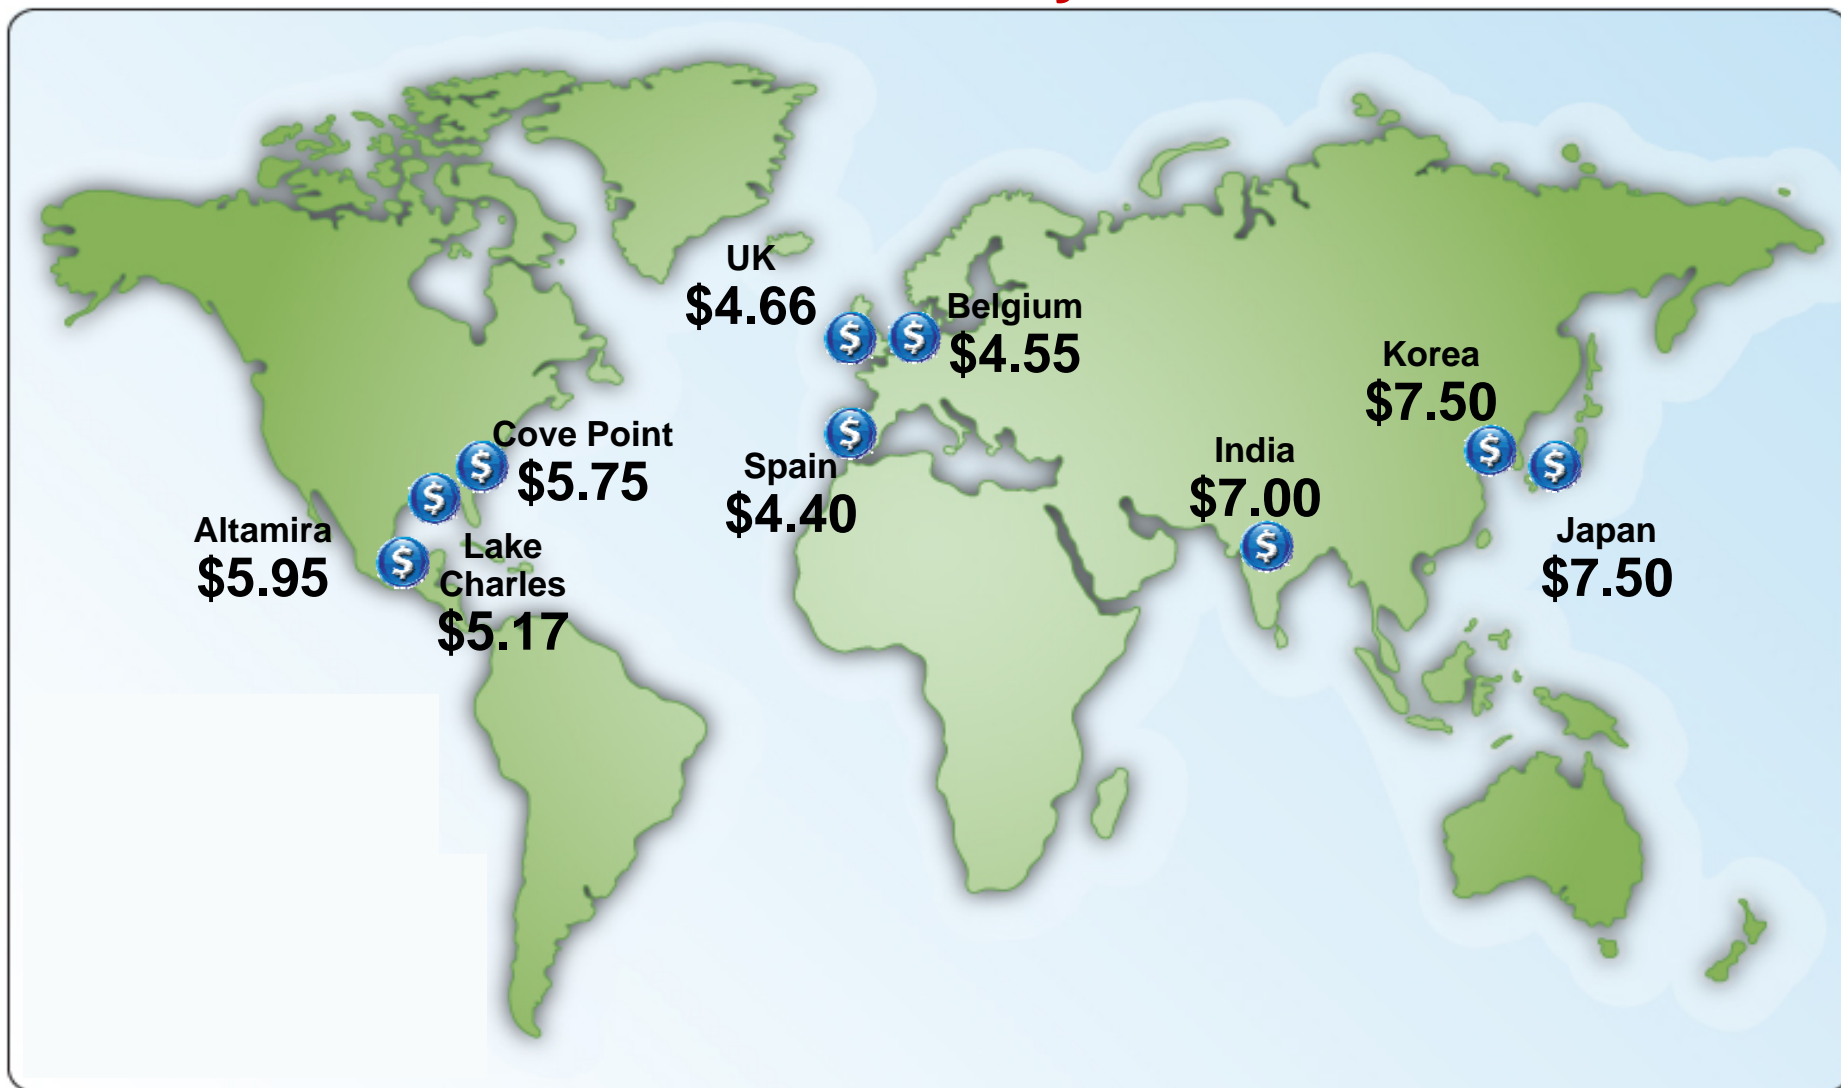 UK
$4.66
Belgium
$4.55
Korea
$7.50
Cove Point
$5.75
Spain
$4.40
India
$7.00
Altamira
$5.95
Lake
Charles
$5.17
Japan
$7.50